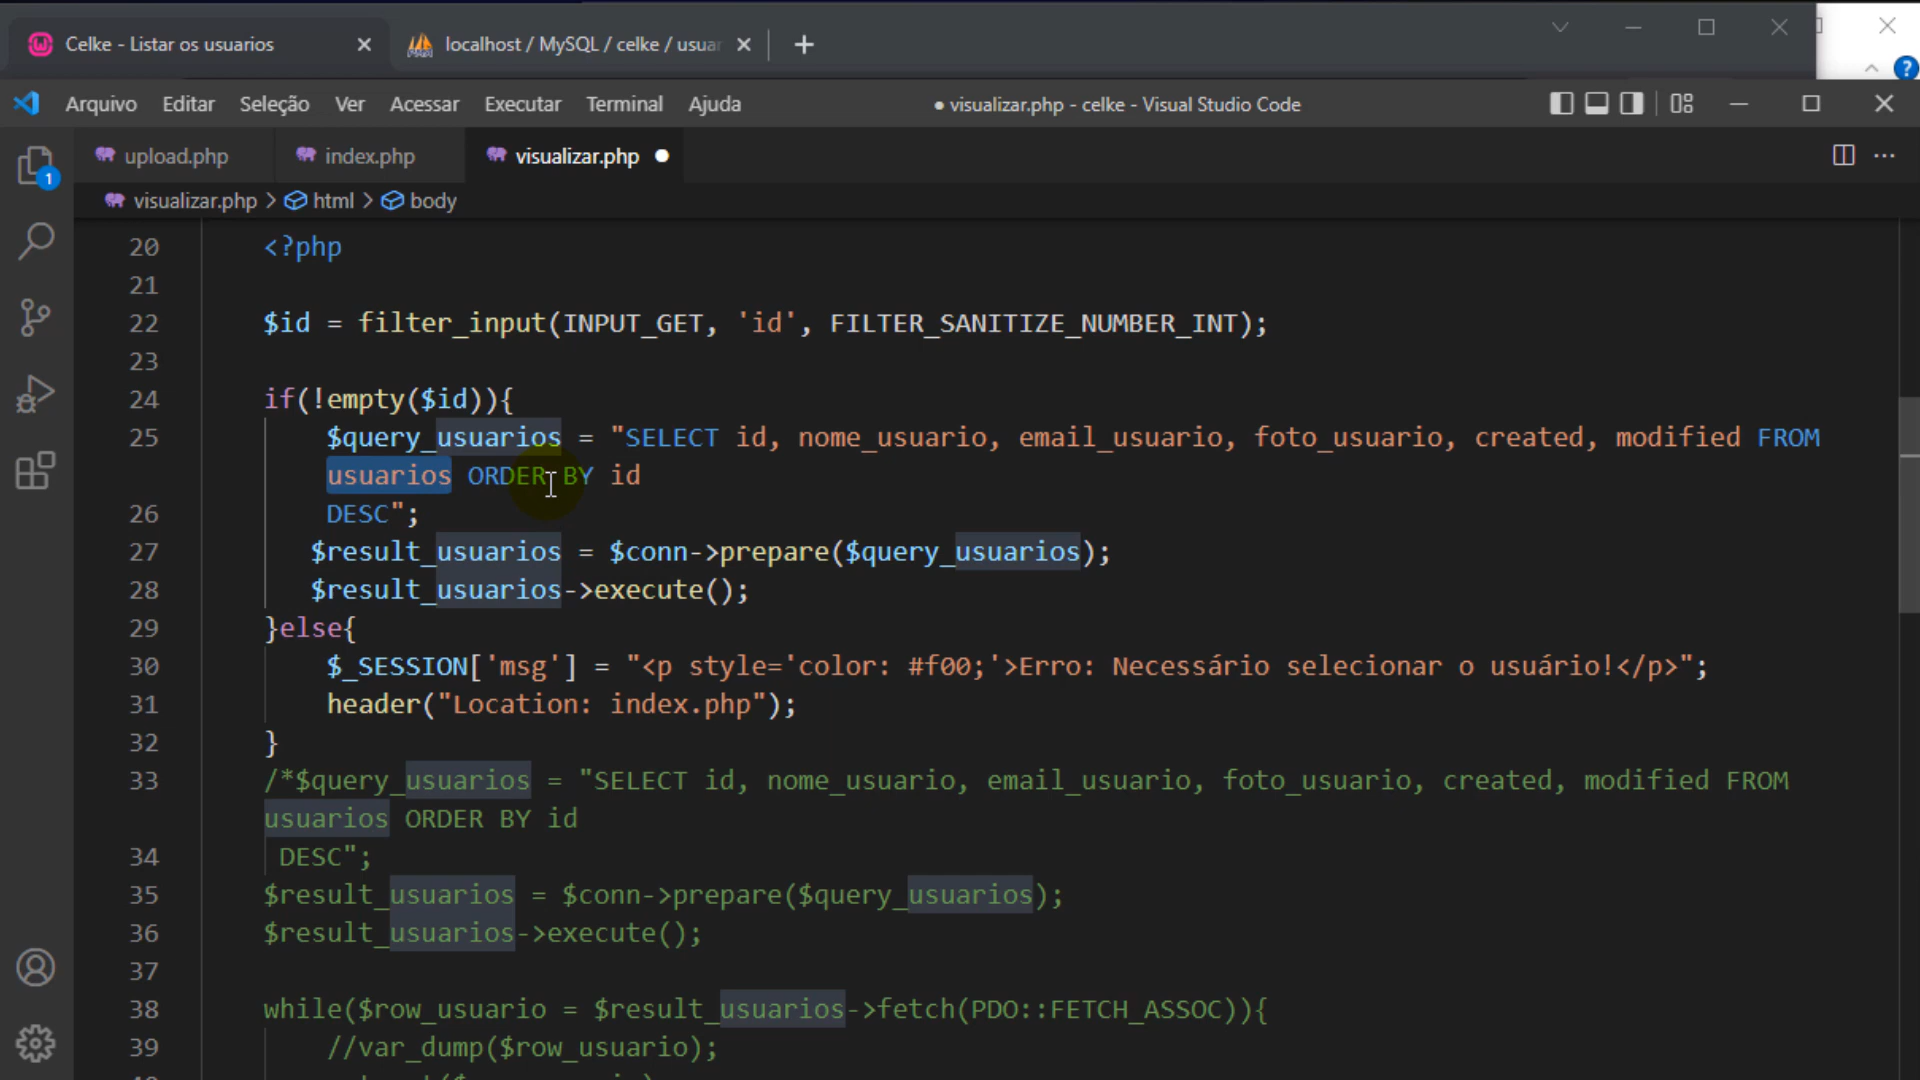 Celke - Listar os usuarios
localhost / MySQL / celke / usuar
Arquivo Editar Seleção Ver Acessar Executar Terminal Ajuda
● visualizar.php - celke - Visual Studio Code
upload.php index.php visualizar.php ●
visualizar.php > html > body
1
20 <?php
21
22 $id = filter_input(INPUT_GET, 'id', FILTER_SANITIZE_NUMBER_INT);
23
24 if(!empty($id)){
25 $query_usuarios = "SELECT id, nome_usuario, email_usuario, foto_usuario, created, modified FROM
usuarios ORDER BY id
26 DESC";
27 $result_usuarios = $conn->prepare($query_usuarios);
28 $result_usuarios->execute();
29 }else{
30 $_SESSION['msg'] = "<p style='color: #f00;'>Erro: Necessário selecionar o usuário!</p>";
31 header("Location: index.php");
32 }
33 /*$query_usuarios = "SELECT id, nome_usuario, email_usuario, foto_usuario, created, modified FROM
usuarios ORDER BY id
34 DESC";
35 $result_usuarios = $conn->prepare($query_usuarios);
36 $result_usuarios->execute();
37
38 while($row_usuario = $result_usuarios->fetch(PDO::FETCH_ASSOC)){
39 //var_dump($row_usuario);